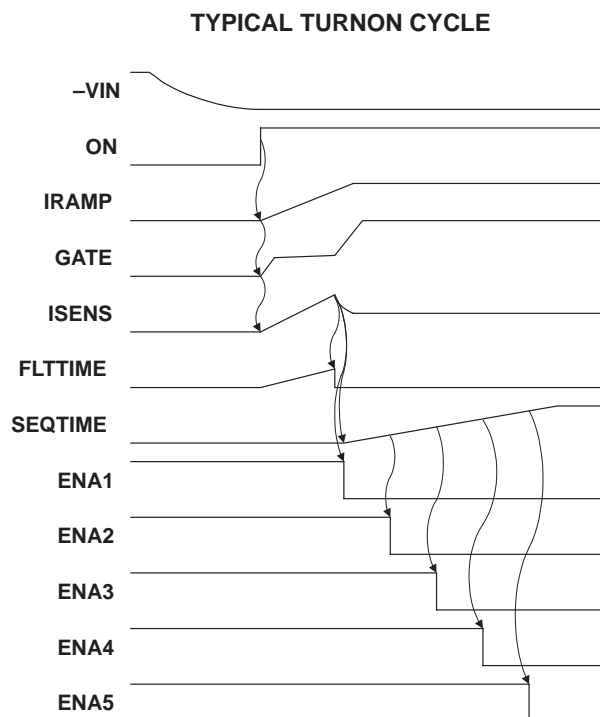 TYPICAL TURNON CYCLE
–VIN
ON
IRAMP
GATE
ISENS
FLTTIME
SEQTIME
ENA1
ENA2
ENA3
ENA4
ENA5